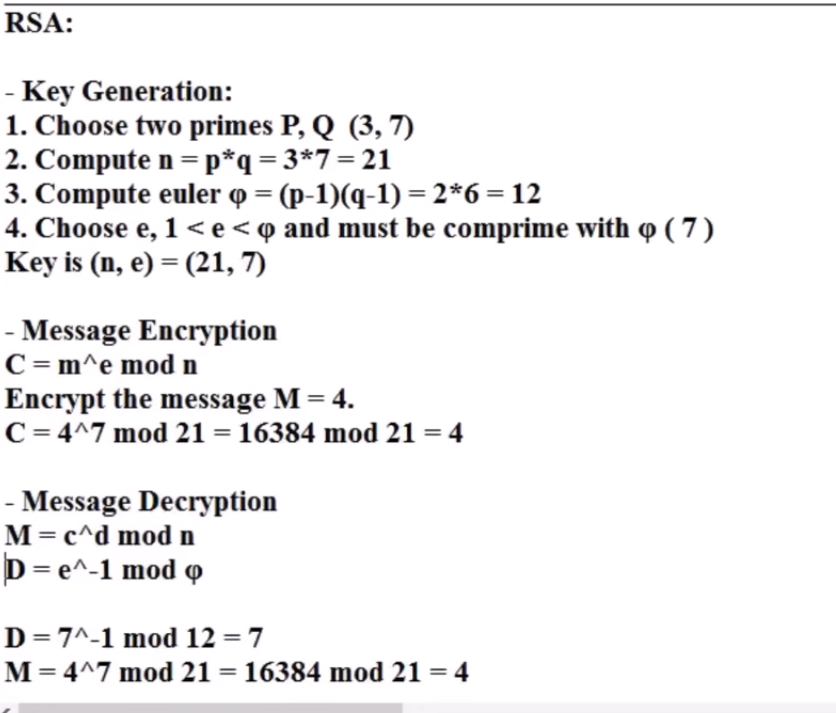 RSA:
- Key Generation:
1. Choose two primes P, Q (3, 7)
2. Compute n = p*q = 3*7 = 21
3. Compute euler φ = (p-1)(q-1) = 2*6 = 12
4. Choose e, 1 < e < φ and must be comprime with φ ( 7 )
Key is (n, e) = (21, 7)
- Message Encryption
C = m^e mod n
Encrypt the message M = 4.
C = 4^7 mod 21 = 16384 mod 21 = 4
- Message Decryption
M = c^d mod n
D = e^-1 mod φ
D = 7^-1 mod 12 = 7
M = 4^7 mod 21 = 16384 mod 21 = 4